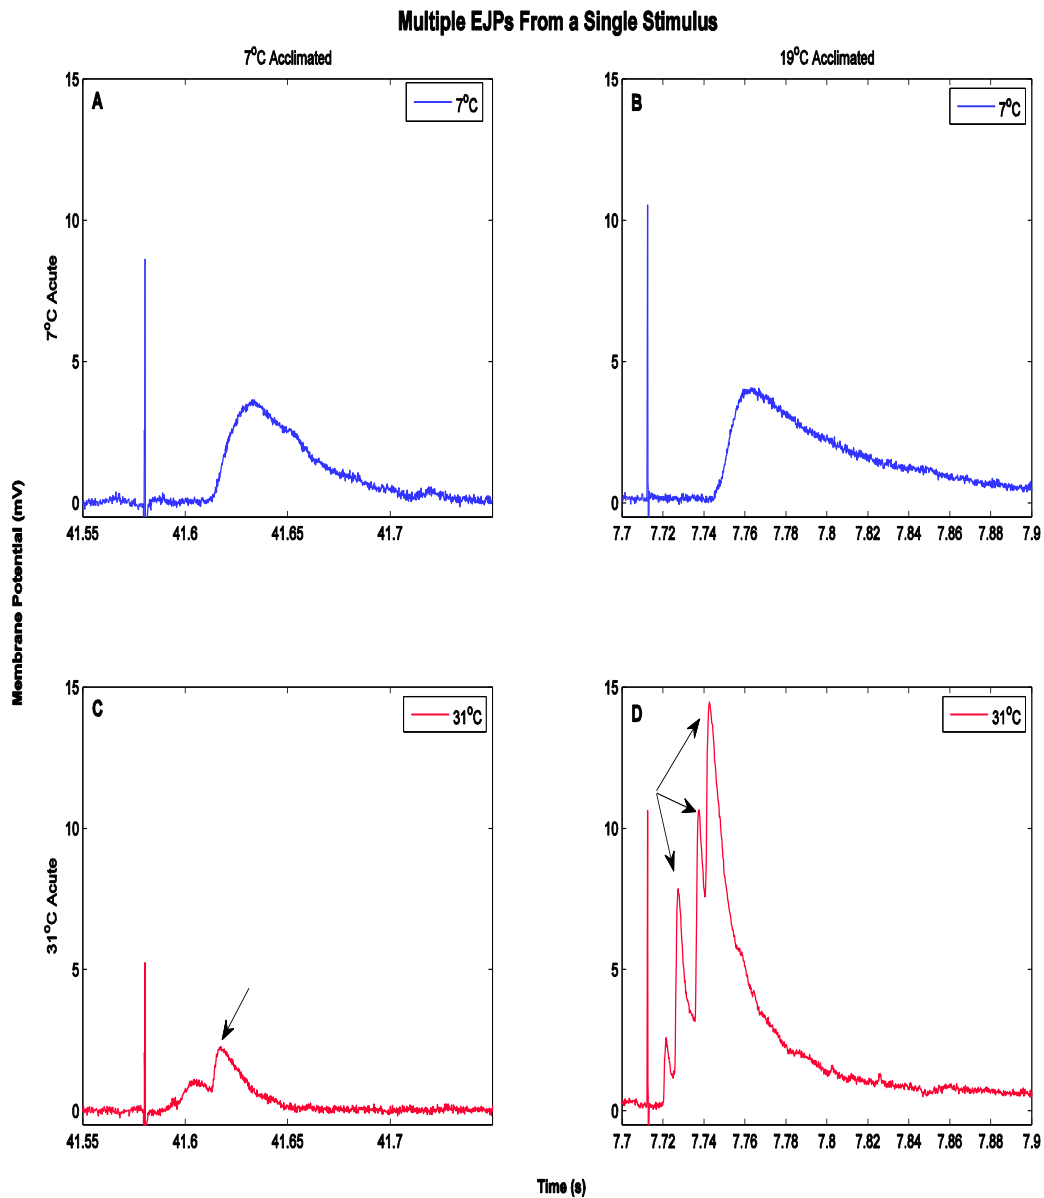 Multiple EJPs From a Single Stimulus
7°C Acclimated
19°C Acclimated
Membrane Potential (mV)
7°C Acute
A
7°C
15
10
5
0
41.55 41.6 41.65 41.7
B
7°C
15
10
5
0
7.7 7.72 7.74 7.76 7.78 7.8 7.82 7.84 7.86 7.88 7.9
31°C Acute
C
31°C
15
10
5
0
41.55 41.6 41.65 41.7
D
31°C
15
10
5
0
7.7 7.72 7.74 7.76 7.78 7.8 7.82 7.84 7.86 7.88 7.9
Time (s)